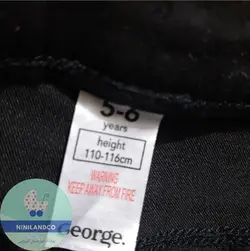 5-6
years
height
110-116cm
WARNING
KEEP AWAY FROM FIRE
George.
NINILANDCO